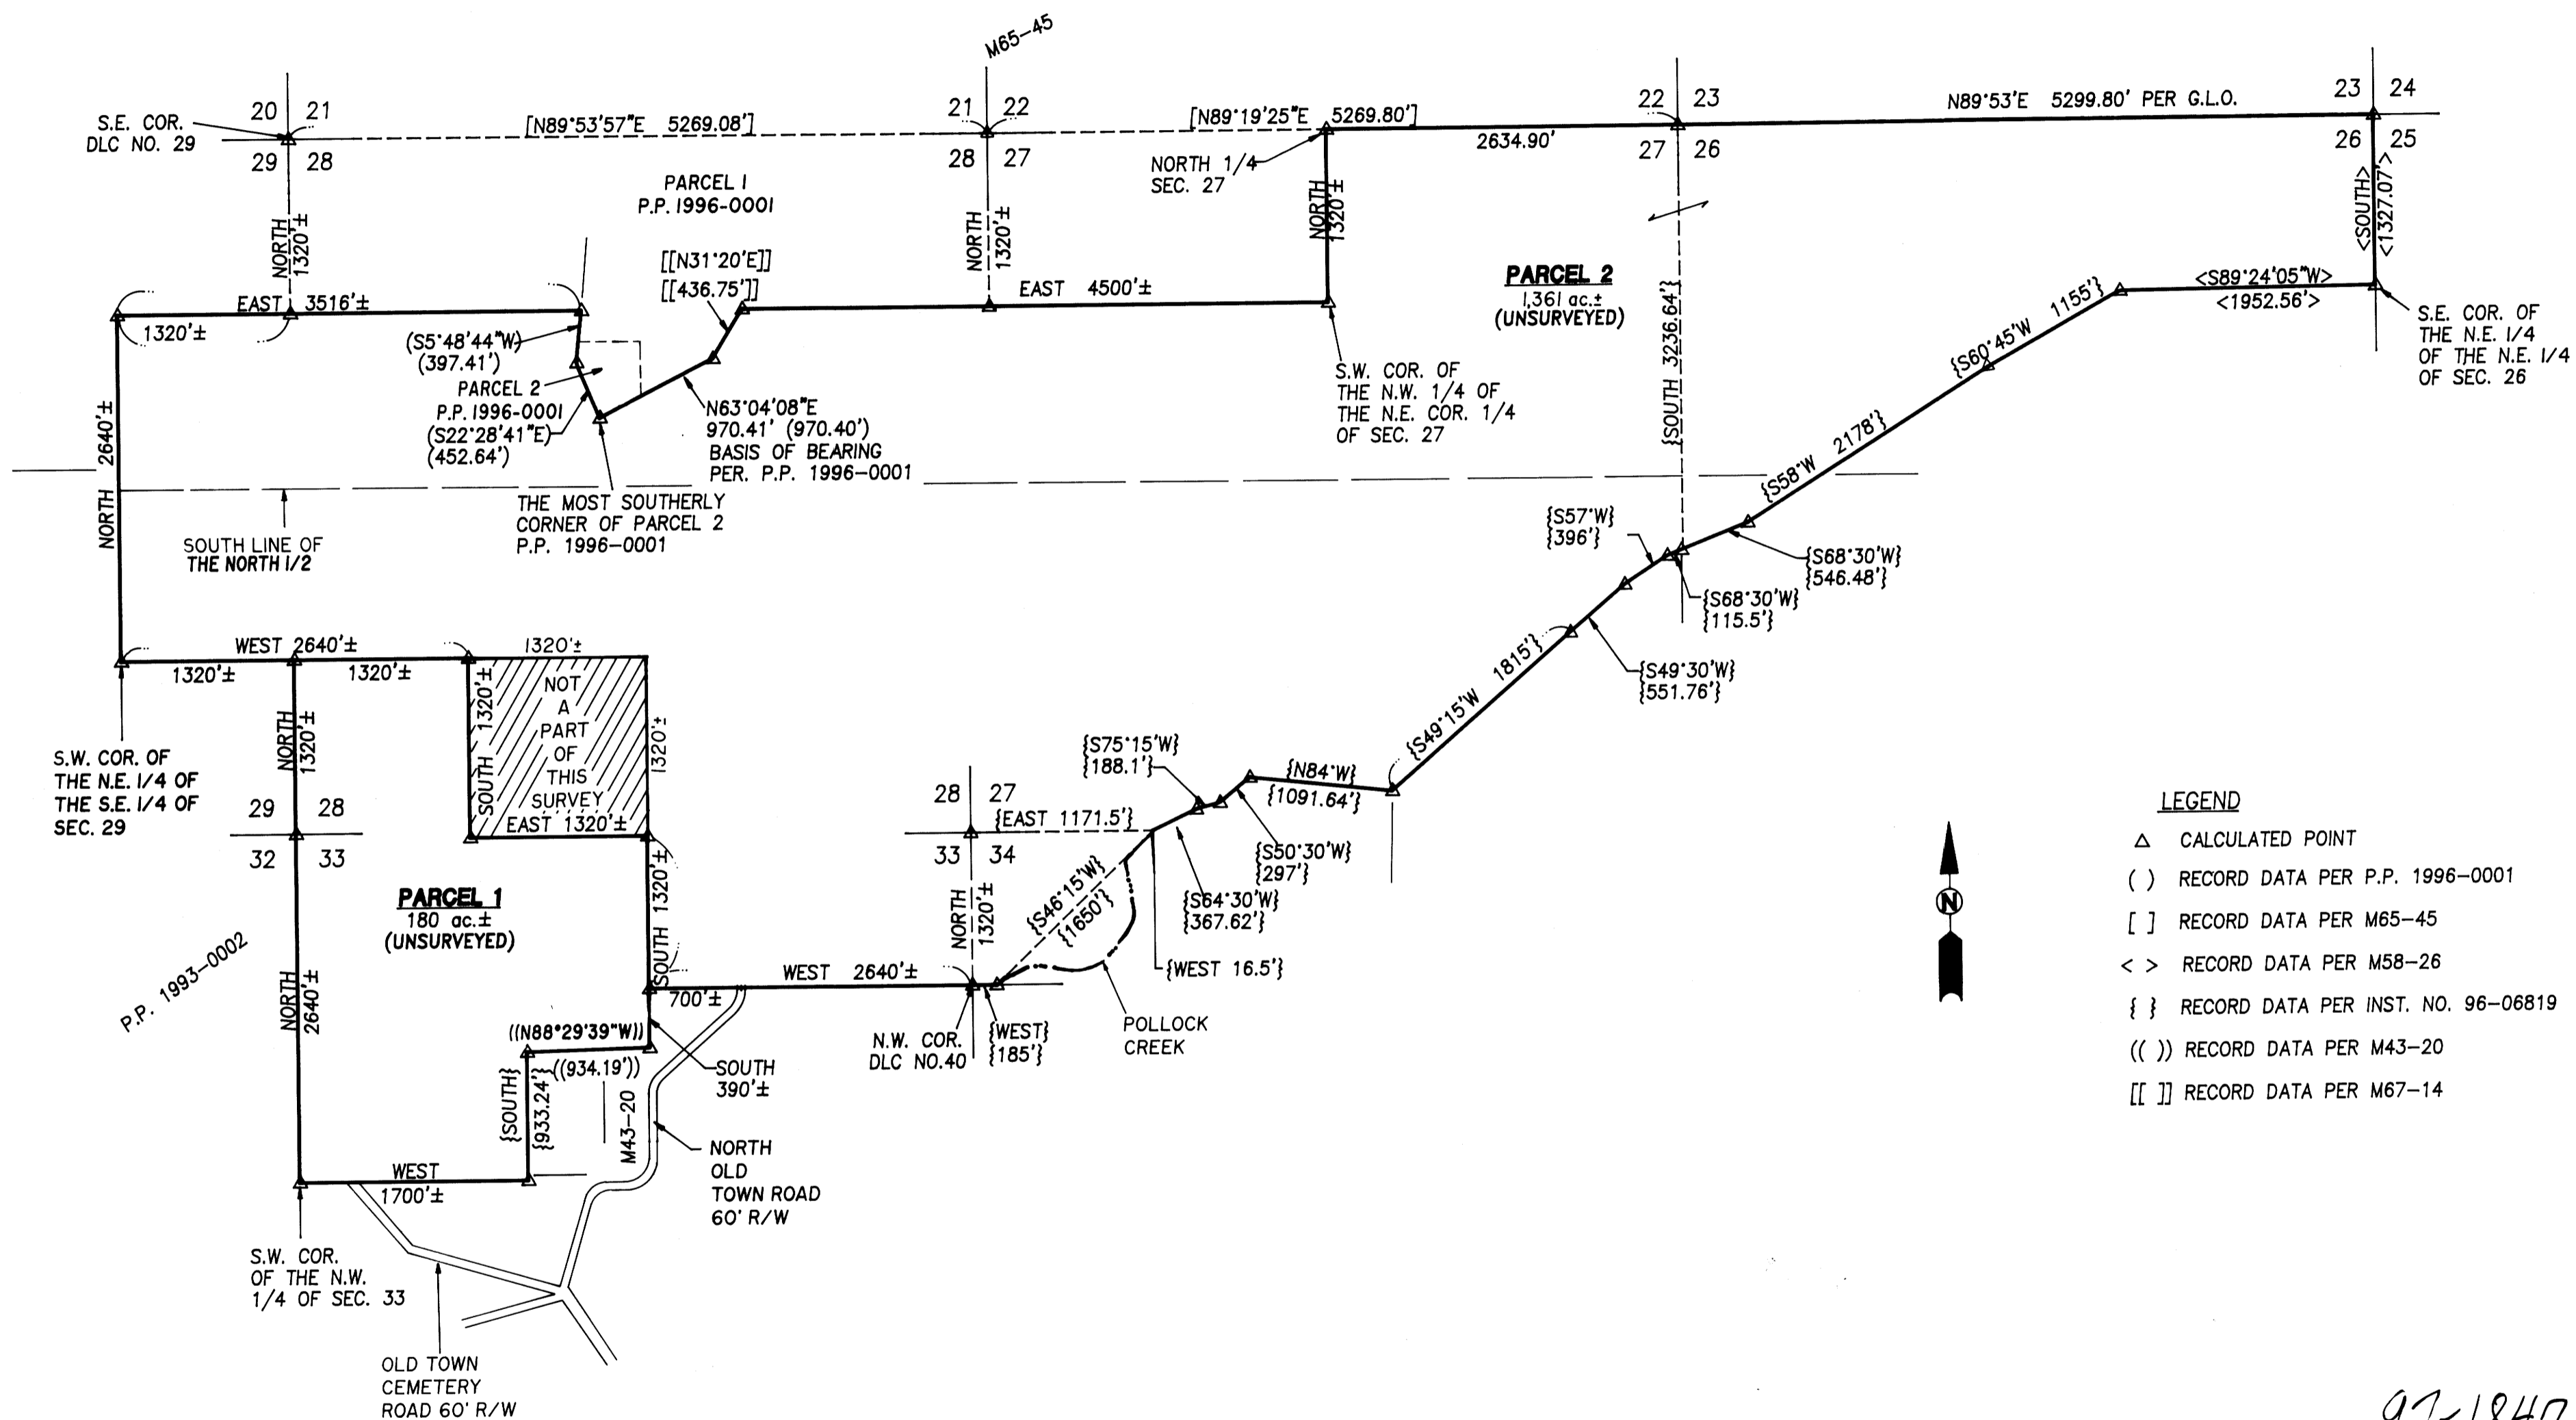 M65-45
20 21
29 28
S.E. COR.
DLC NO. 29
[N89°53'57"E 5269.08']
21 22
28 27
[N89°19'25"E 5269.80']
2634.90'
22 23
27 26
N89°53'E 5299.80' PER G.L.O.
23 24
26 25
NORTH 1/4
SEC. 27
PARCEL 1
P.P. 1996-0001
NORTH
1320'±
NORTH
1320'±
NORTH
1320'±
<SOUTH>
<1327.07'>
[[N31°20'E]]
[[436.75']]
EAST 3516'±
1320'±
EAST 4500'±
PARCEL 2
1,361 ac.±
(UNSURVEYED)
{SOUTH 3236.64'}
<S89°24'05"W>
<1952.56'>
S.E. COR. OF
THE N.E. 1/4
OF THE N.E. 1/4
OF SEC. 26
{S60°45'W 1155'}
(S5°48'44"W)
(397.41')
PARCEL 2
P.P. 1996-0001
(S22°28'41"E)
(452.64')
N63°04'08"E
970.41' (970.40')
BASIS OF BEARING
PER. P.P. 1996-0001
S.W. COR. OF
THE N.W. 1/4 OF
THE N.E. COR. 1/4
OF SEC. 27
NORTH 2640'±
{S58°W 2178'}
THE MOST SOUTHERLY
CORNER OF PARCEL 2
P.P. 1996-0001
SOUTH LINE OF
THE NORTH 1/2
{S57°W}
{396'}
{S68°30'W}
{546.48'}
{S68°30'W}
{115.5'}
{S49°30'W}
{551.76'}
{S49°15'W 1815'}
WEST 2640'±
1320'±
1320'±
1320'±
NORTH
1320'±
SOUTH 1320'±
NOT
A
PART
OF
THIS
SURVEY
1320'±
EAST 1320'±
S.W. COR. OF
THE N.E. 1/4 OF
THE S.E. 1/4 OF
SEC. 29
29 28
32 33
{S75°15'W}
{188.1'}
{N84°W}
{1091.64'}
28 27
33 34
{EAST 1171.5'}
{S50°30'W}
{297'}
{S64°30'W}
{367.62'}
{S46°15'W}
{1650'}
{WEST 16.5'}
NORTH
1320'±
SOUTH 1320'±
PARCEL 1
180 ac.±
(UNSURVEYED)
P.P. 1993-0002
NORTH
2640'±
WEST 2640'±
700'±
N.W. COR.
DLC NO.40
{WEST}
{185'}
POLLOCK
CREEK
((N88°29'39"W))
((934.19'))
SOUTH
390'±
{SOUTH}
{933.24'}
M43-20
NORTH
OLD
TOWN ROAD
60' R/W
WEST
1700'±
S.W. COR.
OF THE N.W.
1/4 OF SEC. 33
OLD TOWN
CEMETERY
ROAD 60' R/W
N
LEGEND
CALCULATED POINT
( ) RECORD DATA PER P.P. 1996-0001
[ ] RECORD DATA PER M65-45
< > RECORD DATA PER M58-26
{ } RECORD DATA PER INST. NO. 96-06819
(( )) RECORD DATA PER M43-20
[[ ]] RECORD DATA PER M67-14